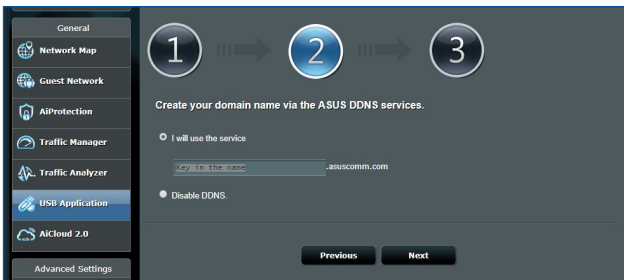 General
Network Map
Guest Network
AiProtection
Traffic Manager
Traffic Analyzer
USB Application
AiCloud 2.0
Advanced Settings
1
2
3
Create your domain name via the ASUS DDNS services.
I will use the service
Key in the name .asuscomm.com
Disable DDNS.
Previous Next